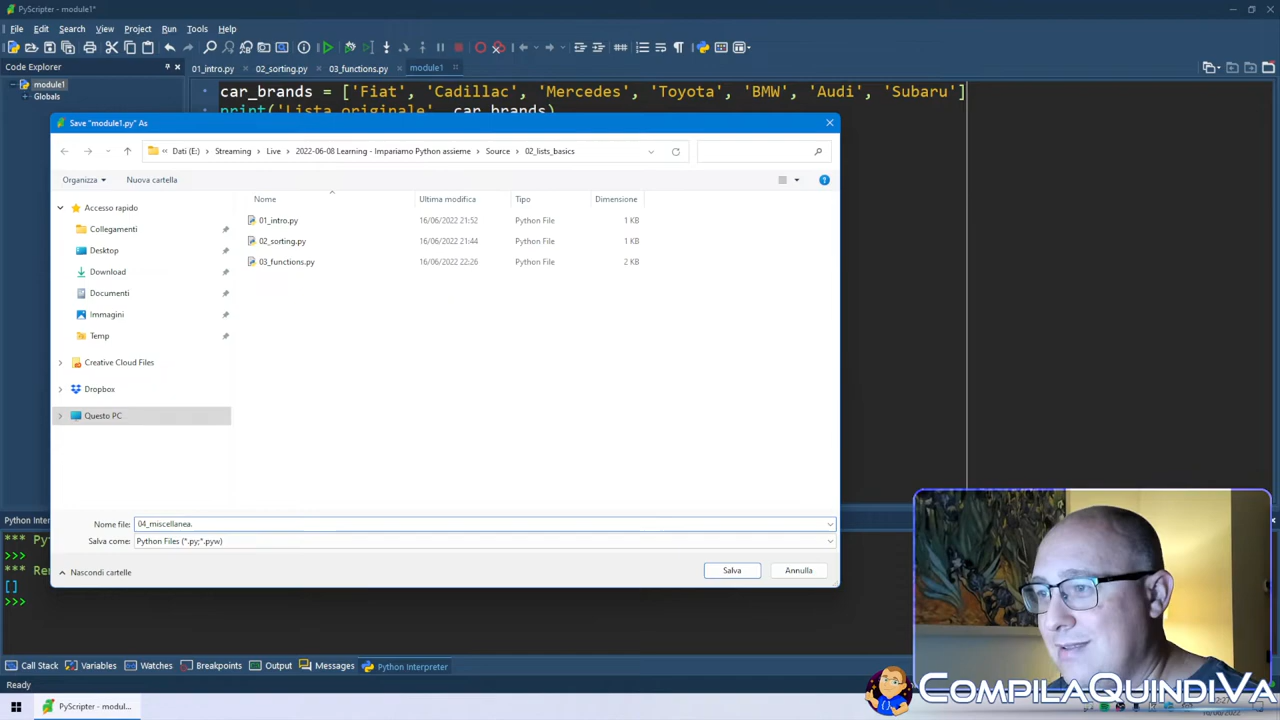 PyScripter - module1*
File Edit Search View Project Run Tools Help
Code Explorer
01_intro.py 02_sorting.py 03_functions.py module1
module1
Globals
car_brands = ['Fiat', 'Cadillac', 'Mercedes', 'Toyota', 'BMW', 'Audi', 'Subaru']
print('Lista originale', car_brands)
Save "module1.py" As
Dati (E:) Streaming Live 2022-06-08 Learning - Impariamo Python assieme Source 02_lists_basics
Organizza Nuova cartella
Nome Ultima modifica Tipo Dimensione
Accesso rapido
Collegamenti
Desktop
Download
Documenti
Immagini
Temp
Creative Cloud Files
Dropbox
Questo PC
01_intro.py 16/06/2022 21:52 Python File 1 KB
02_sorting.py 16/06/2022 21:44 Python File 1 KB
03_functions.py 16/06/2022 22:26 Python File 2 KB
Nome file: 04_miscellanea.
Salva come: Python Files (*.py;*.pyw)
Nascondi cartelle Salva Annulla
*** Py
>>>
*** Re
[]
>>>
Call Stack Variables Watches Breakpoints Output Messages Python Interpreter
Ready
PyScripter - modul...
COMPILAQUINDIVA